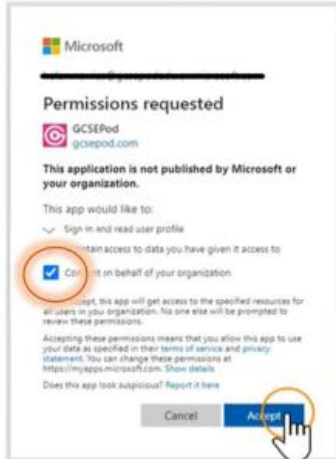 Microsoft
Permissions requested
GCSEPod
gcsepod.com
This application is not published by Microsoft or
your organization.
This app would like to:
Sign in and read user profile
access to data you have given it access to
Consent on behalf of your organization
accept, this app will get access to the specified resources for
all users in your organization. No one else will be prompted to
review these permissions.
Accepting these permissions means that you allow this app to use
your data as specified in their terms of service and privacy
statement. You can change these permissions at
https://myapps.microsoft.com. Show details
Does this app look suspicious? Report it here
Cancel
Accept